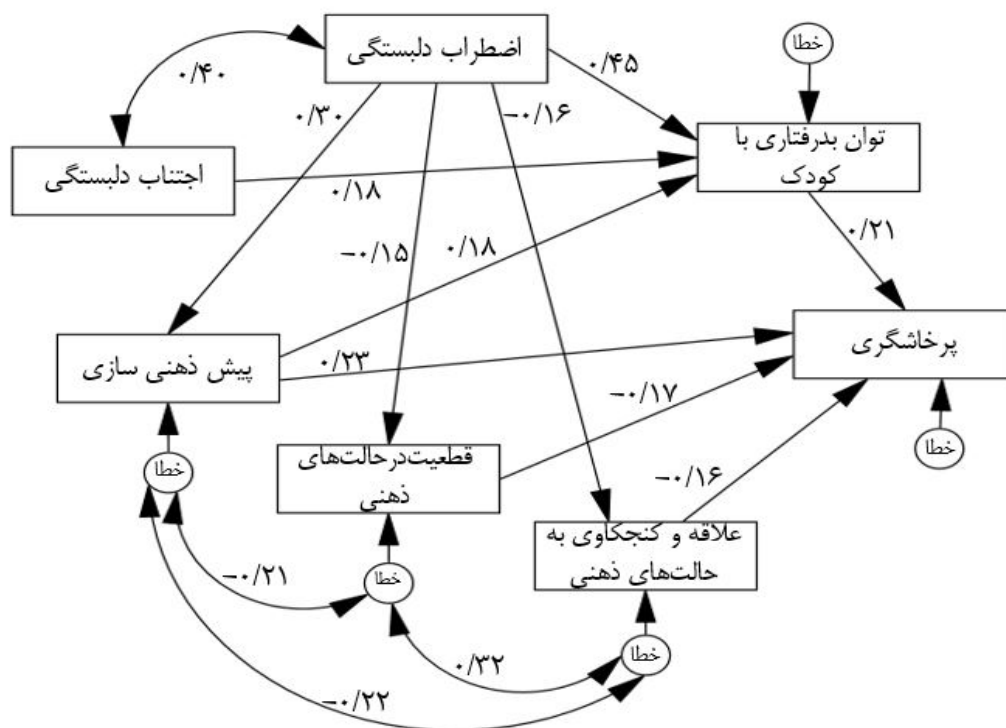 اضطراب دلبستگی
خطا
۰/۴۰
۰/۴۵
۰/۳۰
-۰/۱۶
توان بدرفتاری با
کودک
اجتناب دلبستگی
۰/۱۸
-۰/۱۵
۰/۱۸
۰/۲۱
پرخاشگری
پیش ذهنی سازی
۰/۲۳
-۰/۱۷
خطا
قطعیت‌درحالت‌های
ذهنی
خطا
-۰/۱۶
علاقه و کنجکاوی به
حالت‌های ذهنی
-۰/۲۱
خطا
۰/۳۲
خطا
-۰/۲۲